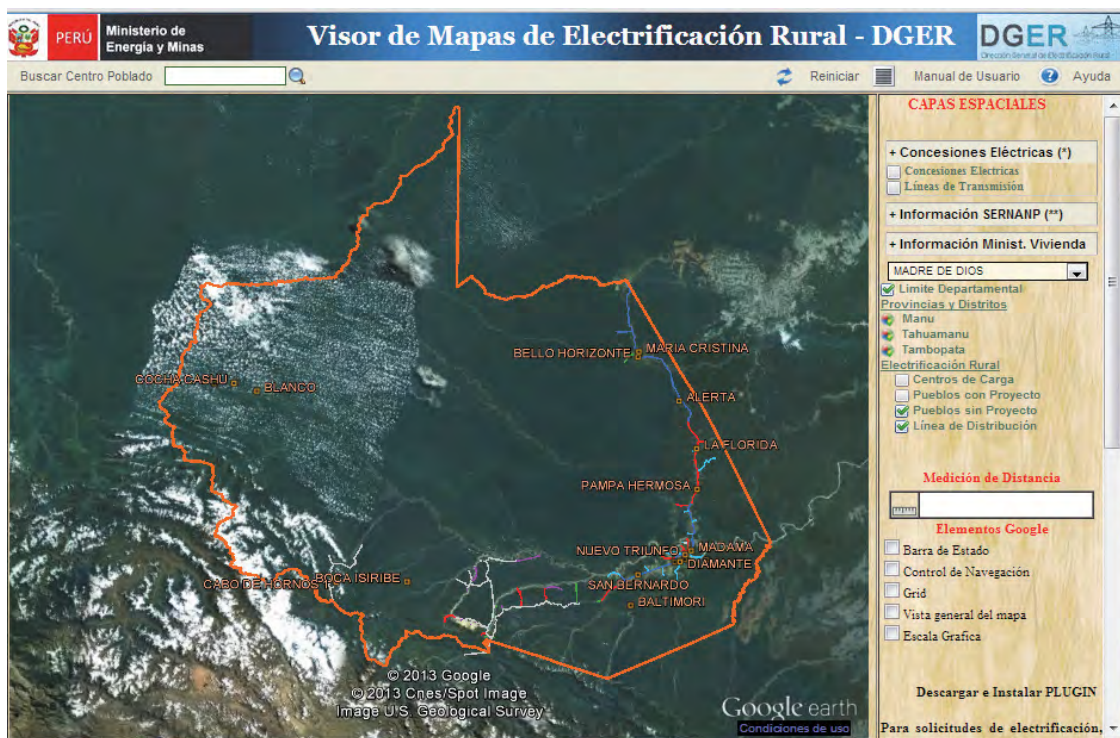 PERÚ
Ministerio de
Energía y Minas
Visor de Mapas de Electrificación Rural - DGER
DGER
Dirección General de Electrificación Rural
Buscar Centro Poblado
Reiniciar
Manual de Usuario
Ayuda
CAPAS ESPACIALES
+ Concesiones Eléctricas (*)
Concesiones Electricas
Líneas de Transmisión
+ Información SERNANP (**)
+ Información Minist. Vivienda
MADRE DE DIOS
Limite Departamental
Provincias y Distritos
Manu
Tahuamanu
Tambopata
Electrificación Rural
Centros de Carga
Pueblos con Proyecto
Pueblos sin Proyecto
Línea de Distribución
Medición de Distancia
Elementos Google
Barra de Estado
Control de Navegación
Grid
Vista general del mapa
Escala Grafica
Descargar e Instalar PLUGIN
Para solicitudes de electrificación,
BELLO HORIZONTE
MARIA CRISTINA
COCHA CASHU
BLANCO
ALERTA
LA FLORIDA
PAMPA HERMOSA
NUEVO TRIUNFO
MADAMA
DIAMANTE
CABO DE HORNOS 1
BOCA ISIRIBE
SAN BERNARDO
BALTIMORI
© 2013 Google
© 2013 Cnes/Spot Image
Image U.S. Geological Survey
Google earth
Condiciones de uso